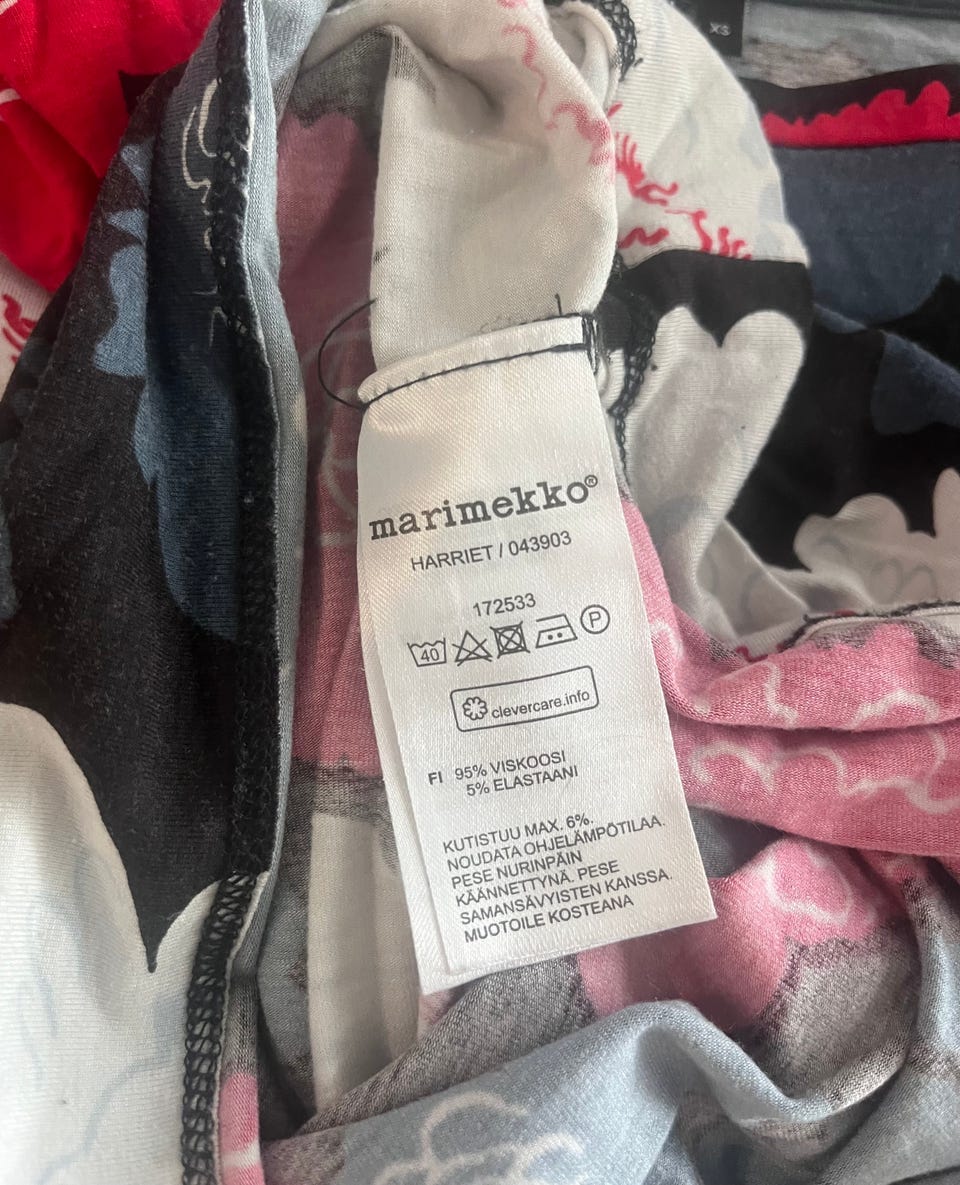 XS
marimekko®
HARRIET / 043903
172533
40 P
clevercare.info
FI 95% VISKOOSI
5% ELASTAANI
KUTISTUU MAX. 6%.
NOUDATA OHJELÄMPÖTILAA.
PESE NURINPÄIN
KÄÄNNETTYNÄ. PESE
SAMANSÄVYISTEN KANSSA.
MUOTOILE KOSTEANA